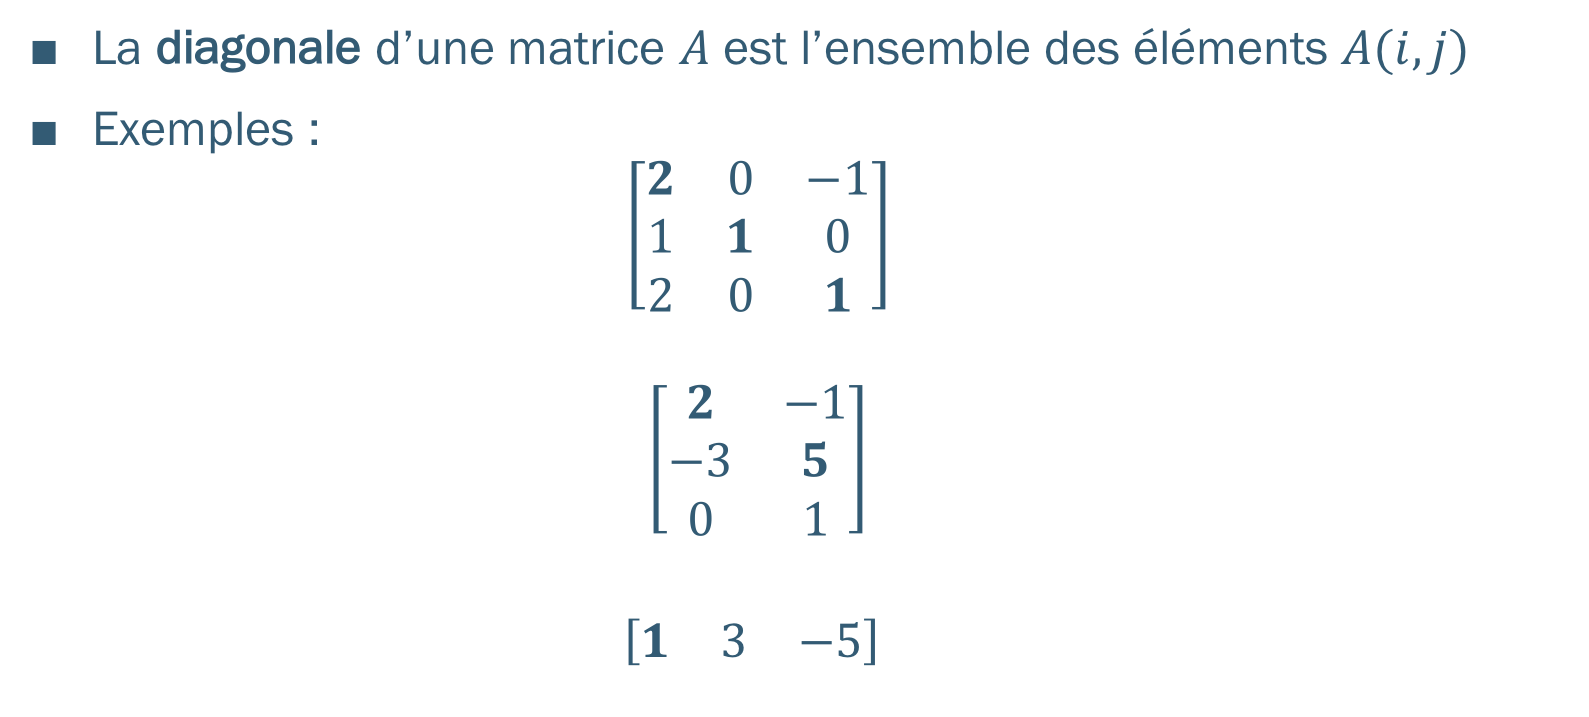 ▪ La diagonale d’une matrice A est l’ensemble des éléments A(i, j)
▪ Exemples :
[2 0 −1]
[1 1 0]
[2 0 1]
[2 −1]
[−3 5]
[0 1]
[1 3 −5]